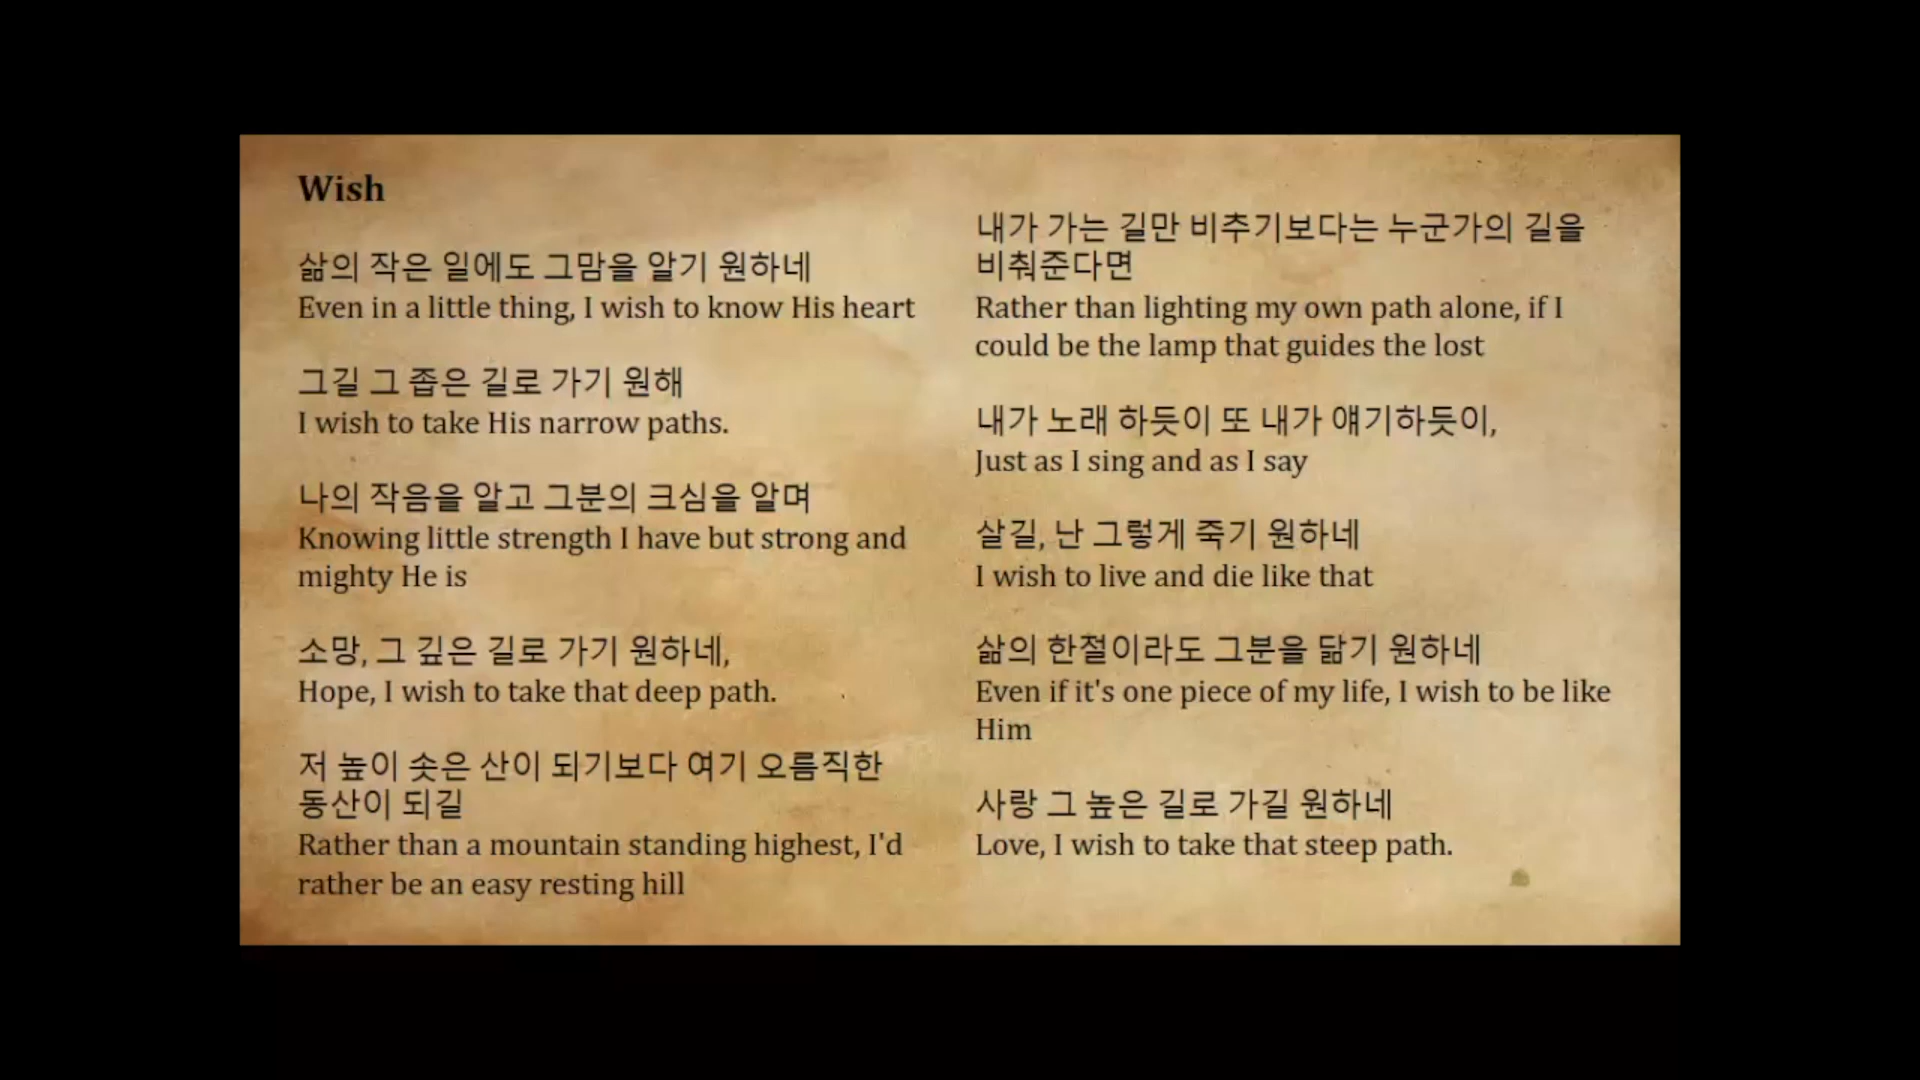 Wish
삶의 작은 일에도 그맘을 알기 원하네
Even in a little thing, I wish to know His heart
그길 그 좁은 길로 가기 원해
I wish to take His narrow paths.
나의 작음을 알고 그분의 크심을 알며
Knowing little strength I have but strong and
mighty He is
소망, 그 깊은 길로 가기 원하네,
Hope, I wish to take that deep path.
저 높이 솟은 산이 되기보다 여기 오름직한
동산이 되길
Rather than a mountain standing highest, I'd
rather be an easy resting hill
내가 가는 길만 비추기보다는 누군가의 길을
비춰준다면
Rather than lighting my own path alone, if I
could be the lamp that guides the lost
내가 노래 하듯이 또 내가 얘기하듯이,
Just as I sing and as I say
살길, 난 그렇게 죽기 원하네
I wish to live and die like that
삶의 한절이라도 그분을 닮기 원하네
Even if it's one piece of my life, I wish to be like
Him
사랑 그 높은 길로 가길 원하네
Love, I wish to take that steep path.